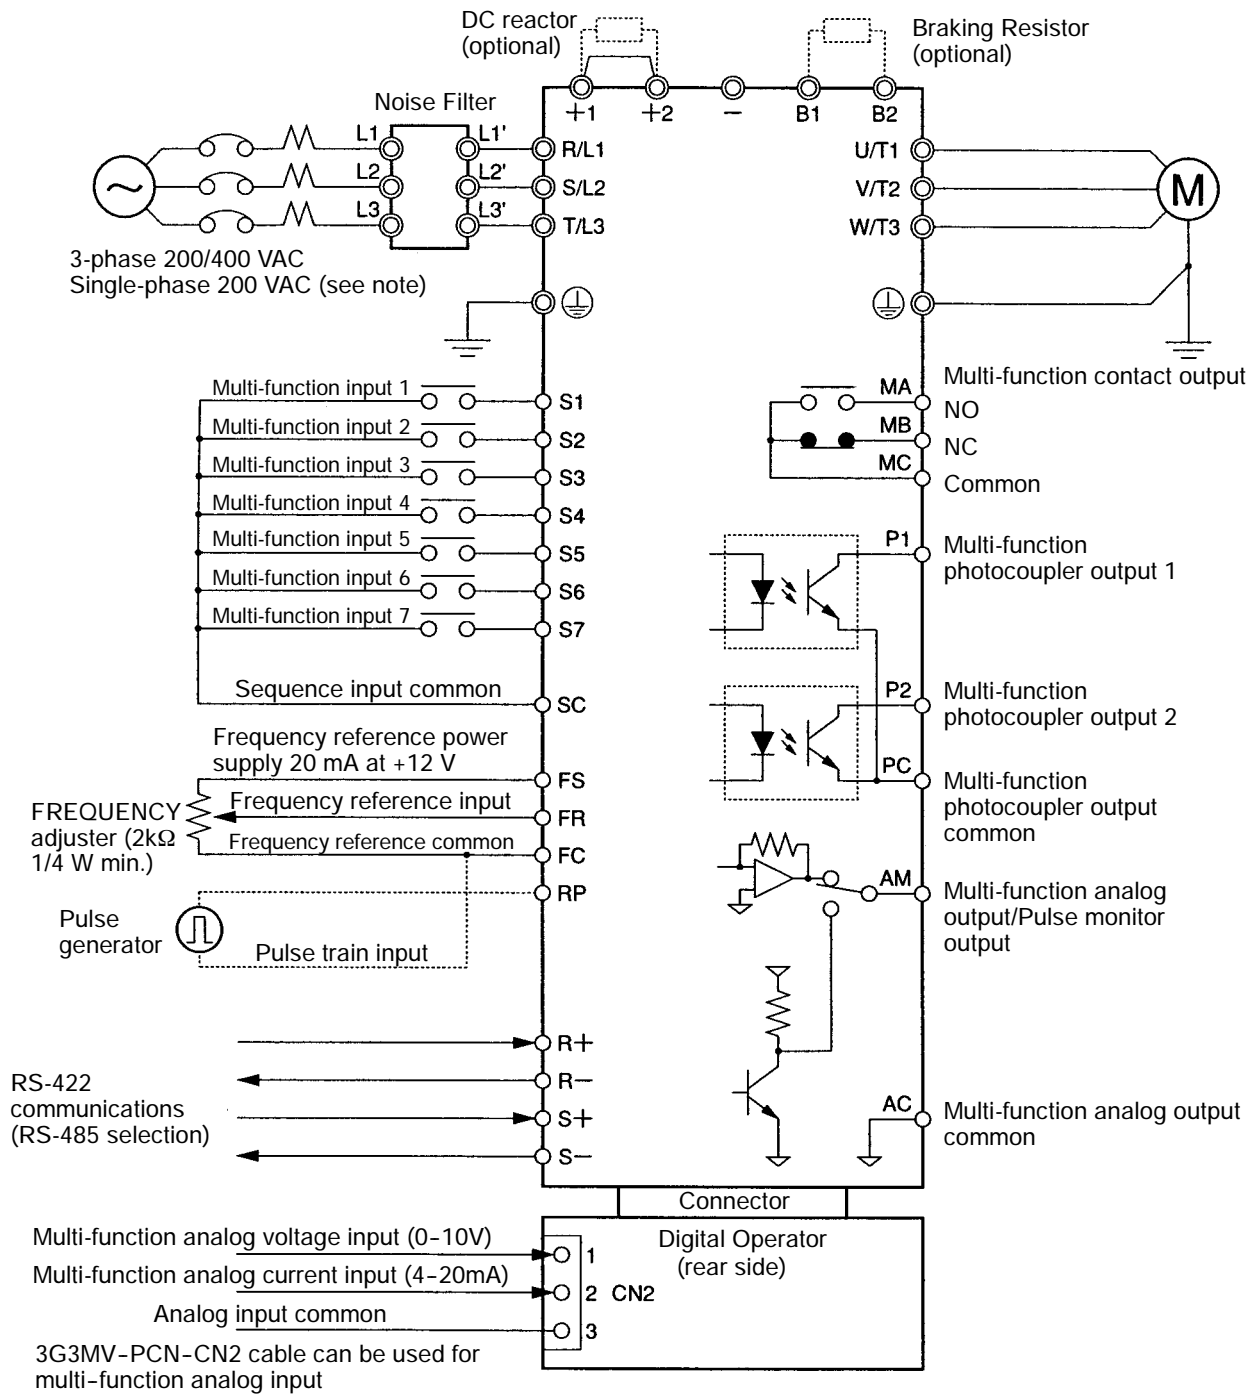 DC reactor
(optional)
Braking Resistor
(optional)
+1
+2
−
B1
B2
Noise Filter
L1
L1'
R/L1
U/T1
L2
L2'
S/L2
V/T2
M
L3
L3'
T/L3
W/T3
3-phase 200/400 VAC
Single-phase 200 VAC (see note)
Multi-function contact output
Multi-function input 1
S1
MA
NO
Multi-function input 2
S2
MB
NC
Multi-function input 3
S3
MC
Common
Multi-function input 4
S4
Multi-function input 5
S5
P1
Multi-function
photocoupler output 1
Multi-function input 6
S6
Multi-function input 7
S7
Sequence input common
SC
P2
Multi-function
photocoupler output 2
Frequency reference power
supply 20 mA at +12 V
FS
PC
Multi-function
photocoupler output
common
FREQUENCY
adjuster (2kΩ
1/4 W min.)
Frequency reference input
FR
Frequency reference common
FC
RP
AM
Multi-function analog
output/Pulse monitor
output
Pulse
generator
Pulse train input
R+
R−
S+
S−
RS-422
communications
(RS-485 selection)
AC
Multi-function analog output
common
Connector
Digital Operator
(rear side)
Multi-function analog voltage input (0–10V)
1
Multi-function analog current input (4–20mA)
2 CN2
Analog input common
3
3G3MV–PCN–CN2 cable can be used for
multi–function analog input